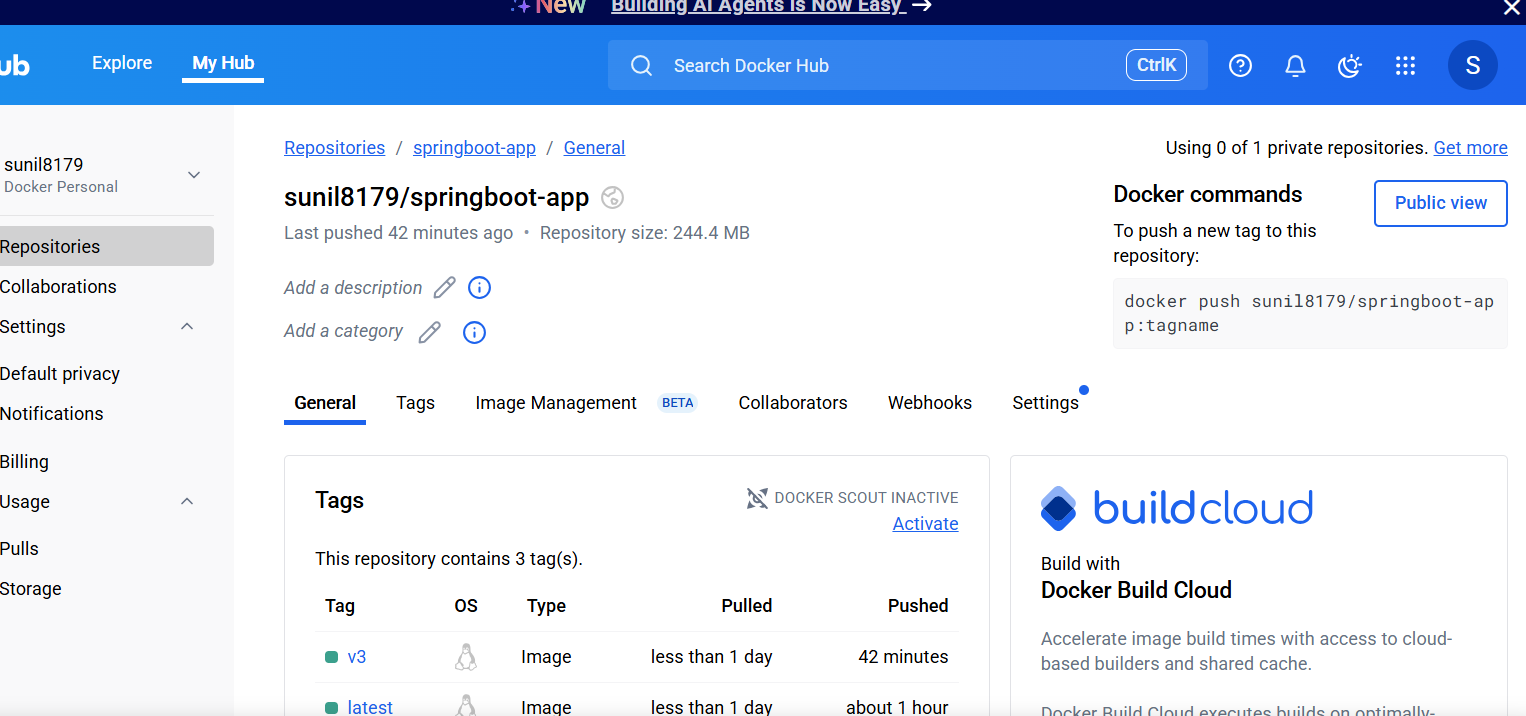 New Building AI Agents Is Now Easy →
ub
Explore
My Hub
Search Docker Hub
CtrlK
S
sunil8179
Docker Personal
Repositories
Collaborations
Settings
Default privacy
Notifications
Billing
Usage
Pulls
Storage
Repositories / springboot-app / General
Using 0 of 1 private repositories. Get more
sunil8179/springboot-app
Last pushed 42 minutes ago • Repository size: 244.4 MB
Add a description
Add a category
Docker commands
Public view
To push a new tag to this
repository:
docker push sunil8179/springboot-ap
p:tagname
General
Tags
Image Management BETA
Collaborators
Webhooks
Settings
Tags
DOCKER SCOUT INACTIVE
Activate
This repository contains 3 tag(s).
Tag OS Type Pulled Pushed
v3 Image less than 1 day 42 minutes
latest Image less than 1 day about 1 hour
buildcloud
Build with
Docker Build Cloud
Accelerate image build times with access to cloud-
based builders and shared cache.
Docker Build Cloud executes builds on optimally-